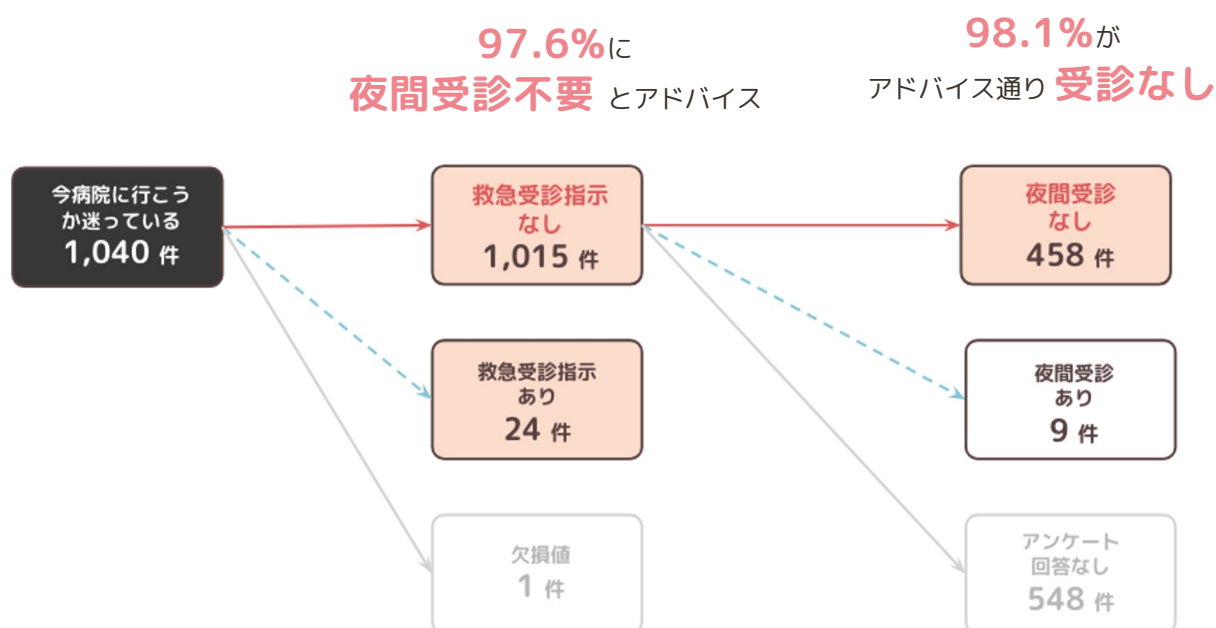 97.6%に
夜間受診不要 とアドバイス
98.1%が
アドバイス通り 受診なし
今病院に行こう
か迷っている
1,040 件
救急受診指示
なし
1,015 件
夜間受診
なし
458 件
救急受診指示
あり
24 件
夜間受診
あり
9 件
欠損値
1 件
アンケート
回答なし
548 件